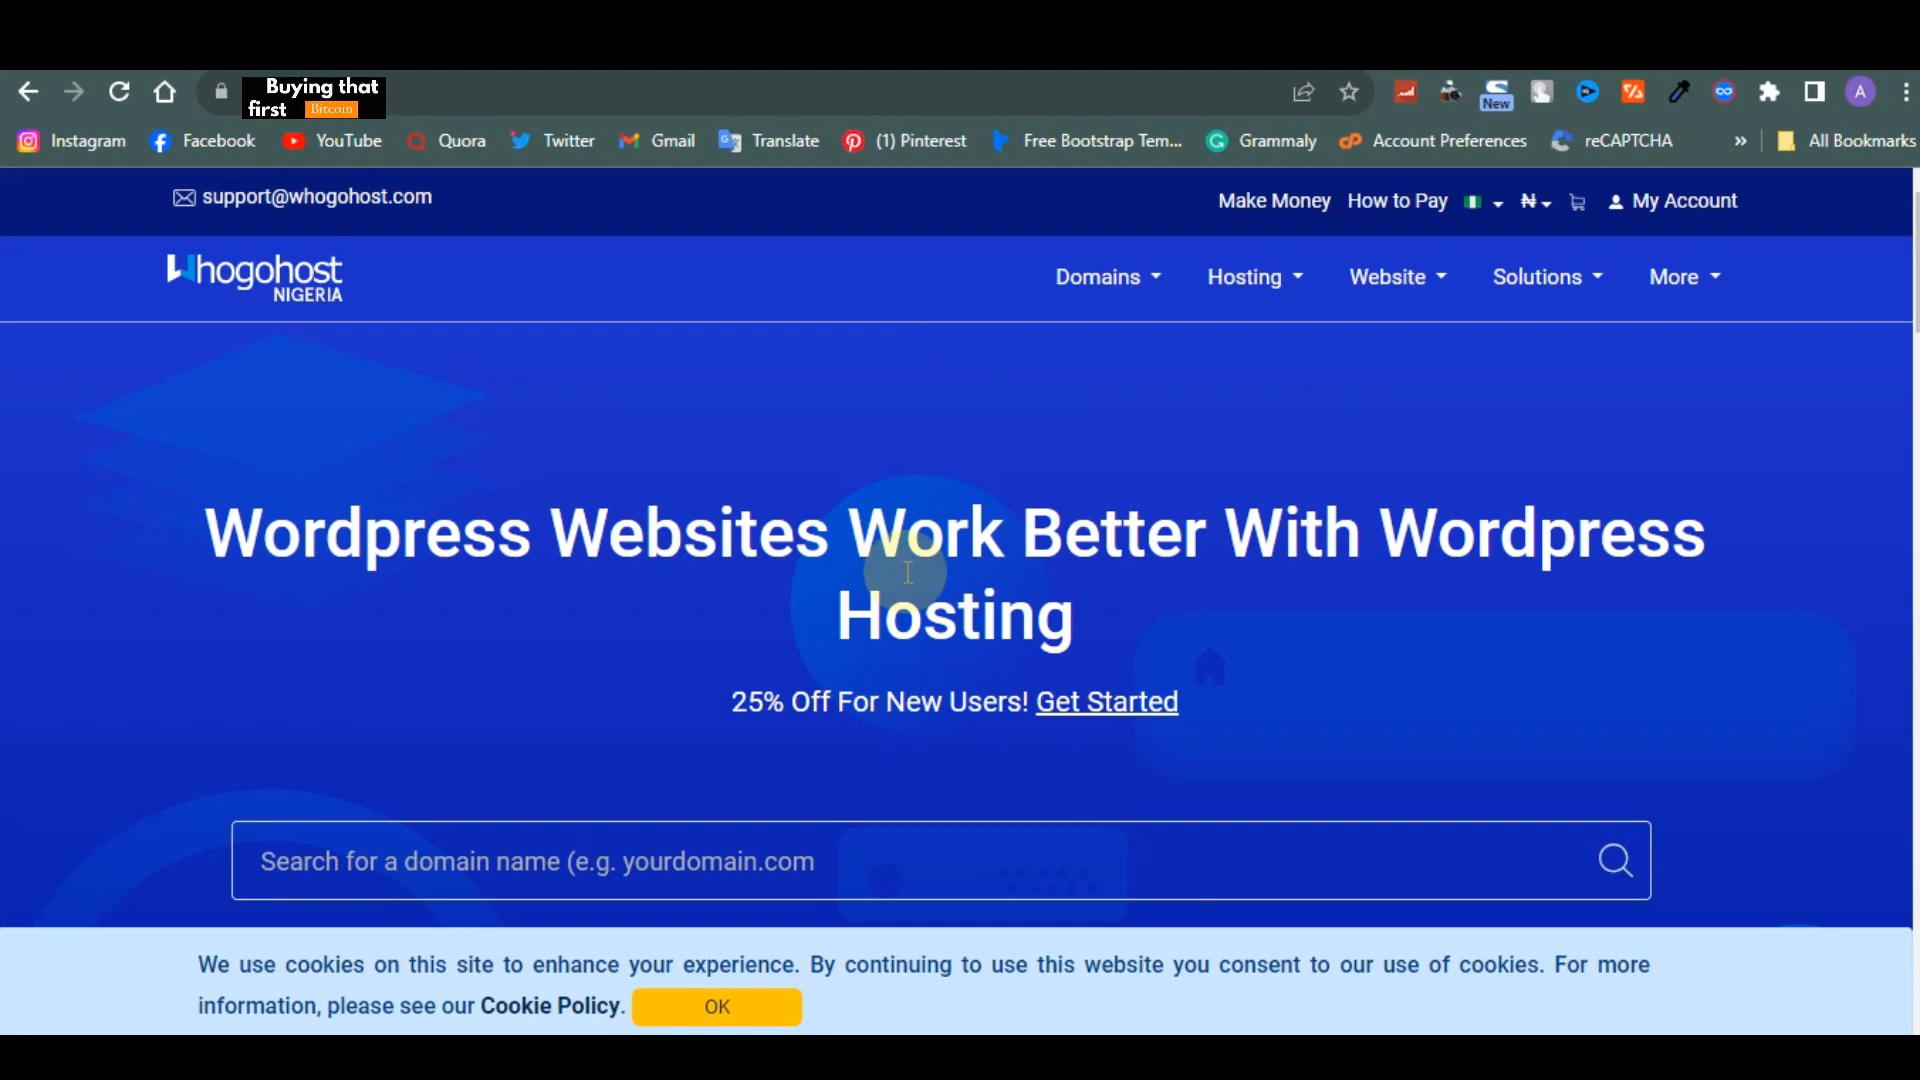 Buying that
first Bitcoin
New
A
Instagram Facebook YouTube Quora Twitter Gmail Translate (1) Pinterest Free Bootstrap Tem... Grammaly Account Preferences reCAPTCHA » All Bookmarks
support@whogohost.com
Make Money How to Pay ₦ My Account
Whogohost
NIGERIA
Domains Hosting Website Solutions More
Wordpress Websites Work Better With Wordpress
Hosting
25% Off For New Users! Get Started
Search for a domain name (e.g. yourdomain.com
We use cookies on this site to enhance your experience. By continuing to use this website you consent to our use of cookies. For more
information, please see our Cookie Policy. OK